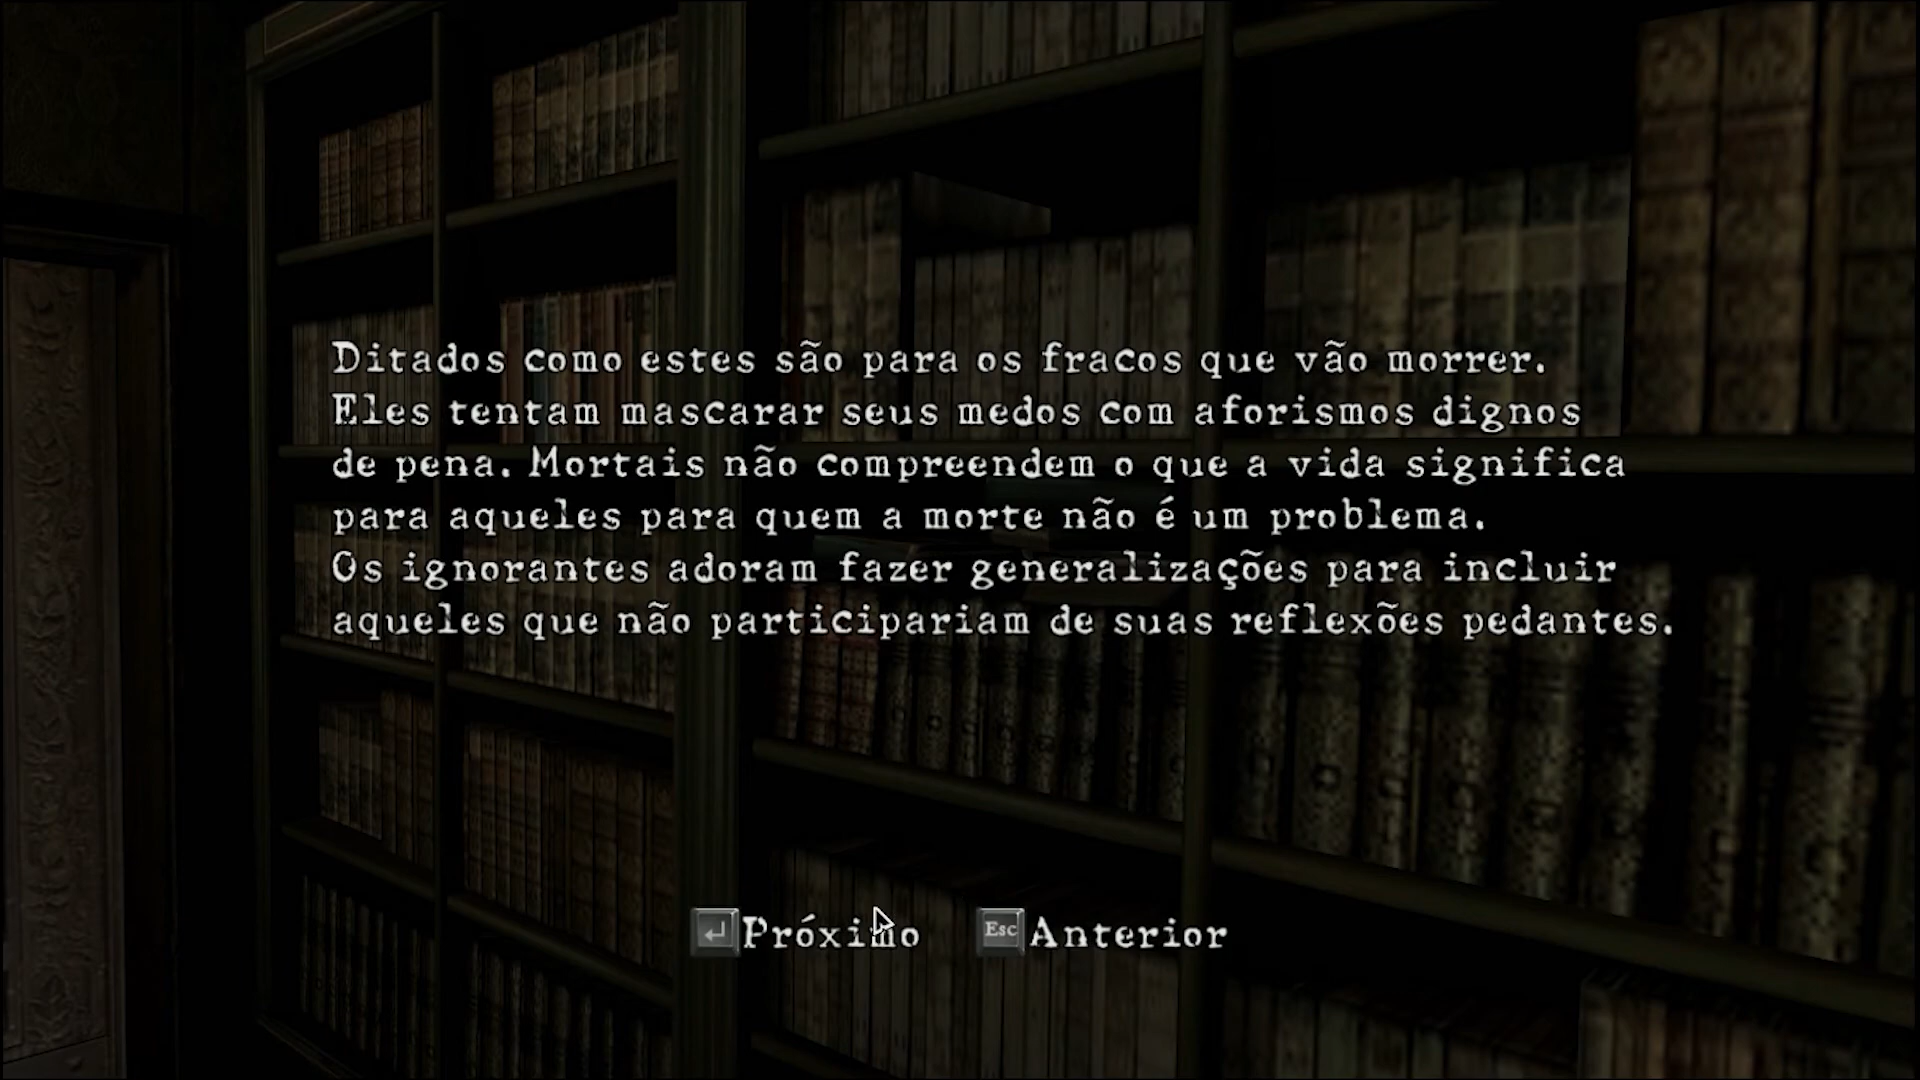 Ditados como estes são para os fracos que vão morrer.
Eles tentam mascarar seus medos com aforismos dignos
de pena. Mortais não compreendem o que a vida significa
para aqueles para quem a morte não é um problema.
Os ignorantes adoram fazer generalizações para incluir
aqueles que não participariam de suas reflexões pedantes.
Próximo Esc Anterior